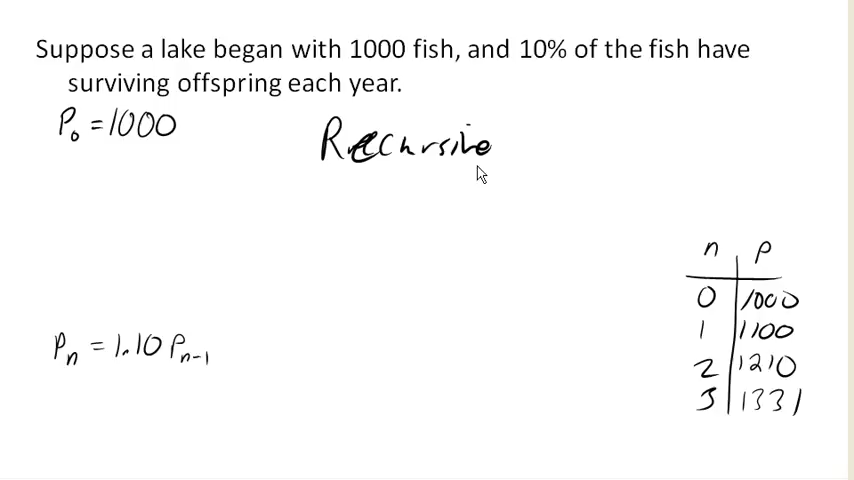 Suppose a lake began with 1000 fish, and 10% of the fish have
surviving offspring each year.
P₀ = 1000
Recursive
n P
0 1000
1 1100
2 1210
3 1331
Pₙ = 1.10 Pₙ₋₁